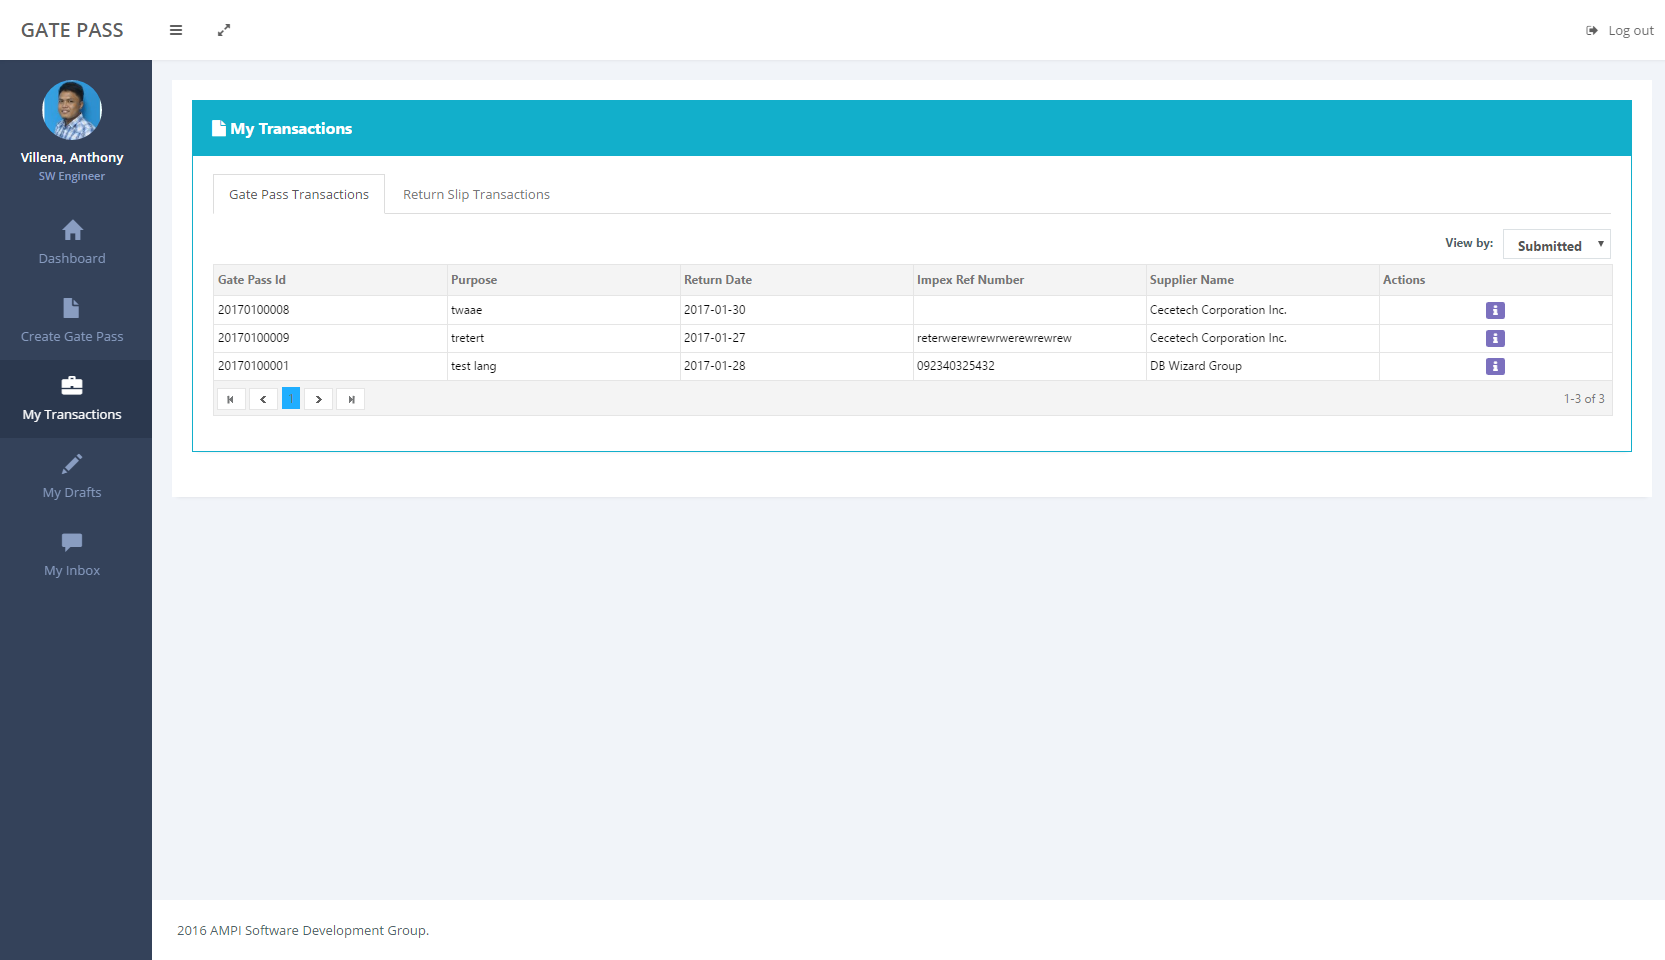 GATE PASS
Log out
Villena, Anthony
SW Engineer
Dashboard
Create Gate Pass
My Transactions
My Drafts
My Inbox
My Transactions
Gate Pass Transactions Return Slip Transactions
View by: Submitted
Gate Pass Id Purpose Return Date Impex Ref Number Supplier Name Actions
20170100008 twaae 2017-01-30 Cecetech Corporation Inc.
20170100009 tretert 2017-01-27 reterwerewrewrwerewrewrew Cecetech Corporation Inc.
20170100001 test lang 2017-01-28 092340325432 DB Wizard Group
1 1-3 of 3
2016 AMPI Software Development Group.